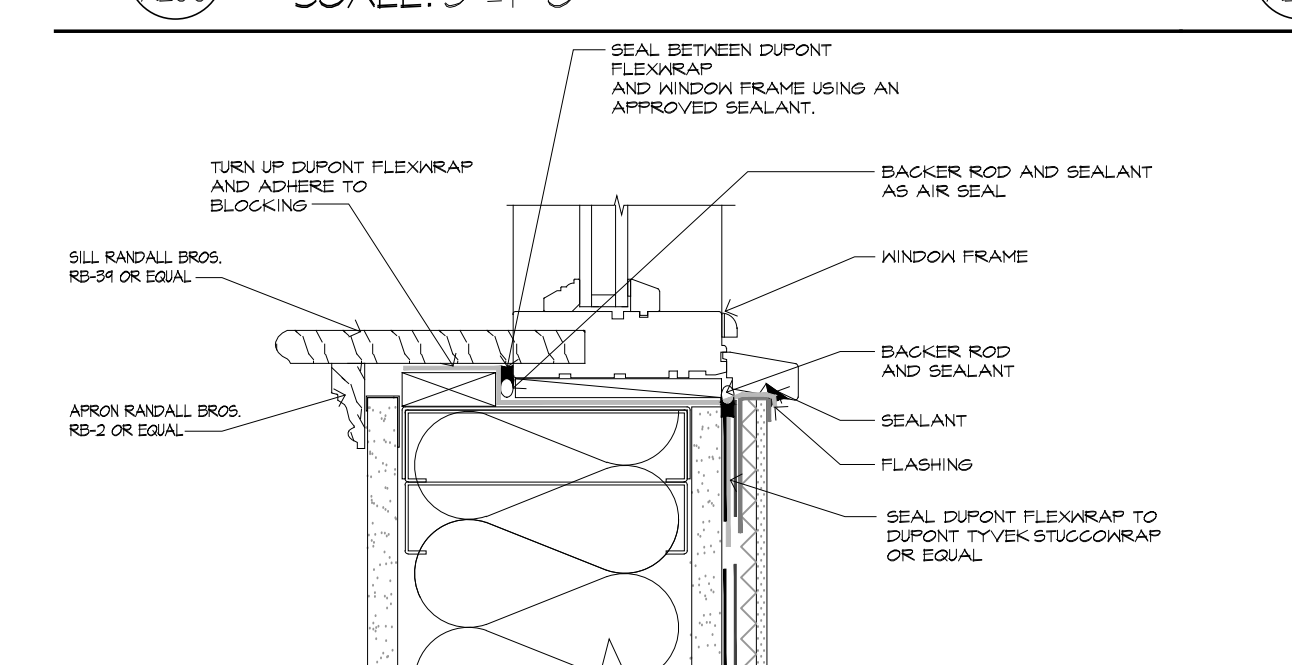 SEAL BETWEEN DUPONT
FLEXWRAP
AND WINDOW FRAME USING AN
APPROVED SEALANT.
TURN UP DUPONT FLEXWRAP
AND ADHERE TO
BLOCKING
BACKER ROD AND SEALANT
AS AIR SEAL
SILL RANDALL BROS.
RB-39 OR EQUAL
WINDOW FRAME
BACKER ROD
AND SEALANT
APRON RANDALL BROS.
RB-2 OR EQUAL
SEALANT
FLASHING
SEAL DUPONT FLEXWRAP TO
DUPONT TYVEK STUCCOWRAP
OR EQUAL